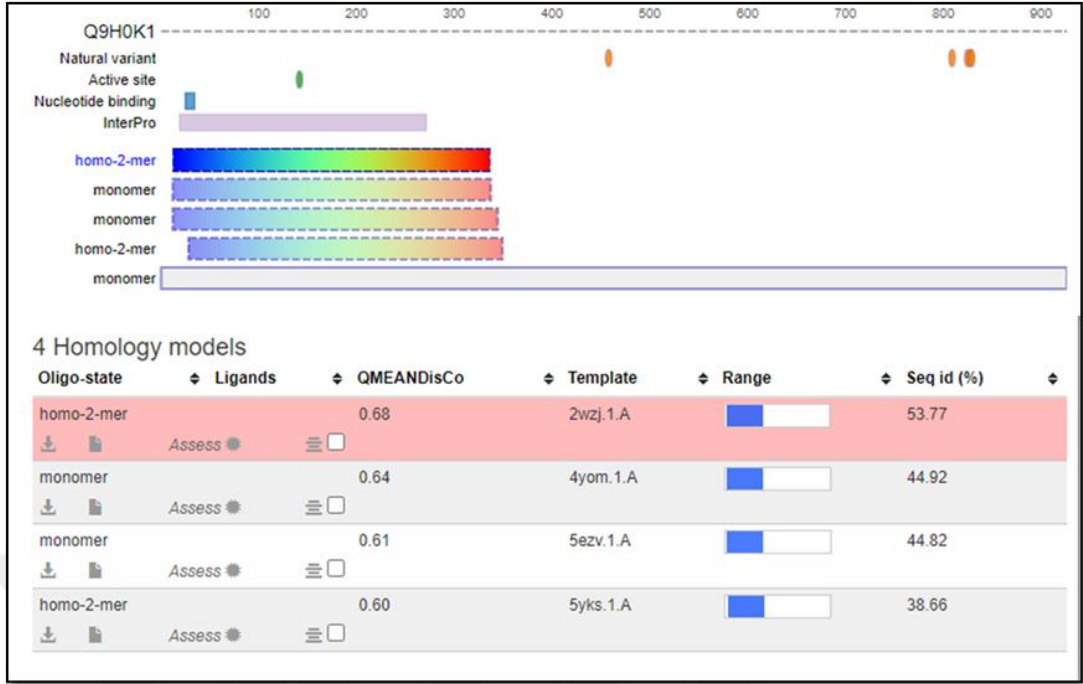 100 200 300 400 500 600 700 800 900
Q9H0K1
Natural variant
Active site
Nucleotide binding
InterPro
homo-2-mer
monomer
monomer
homo-2-mer
monomer
4 Homology models
Oligo-state Ligands QMEANDisCo Template Range Seq id (%)
homo-2-mer 0.68 2wzj.1.A 53.77
Assess
monomer 0.64 4yom.1.A 44.92
Assess
monomer 0.61 5ezv.1.A 44.82
Assess
homo-2-mer 0.60 5yks.1.A 38.66
Assess